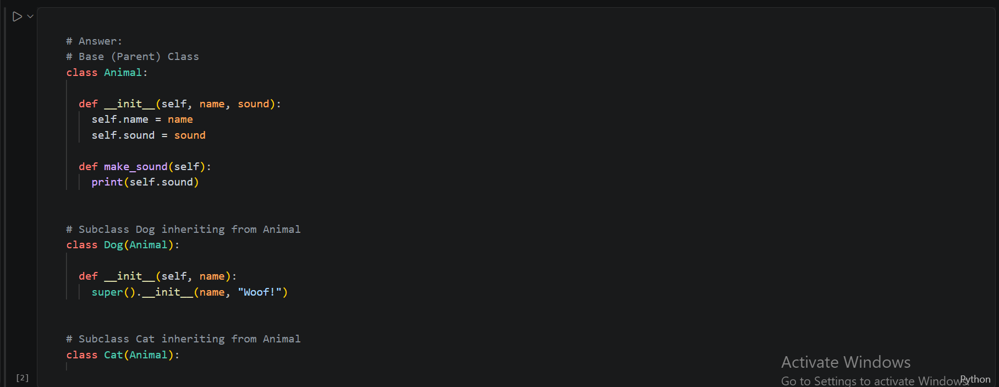 # Answer:
# Base (Parent) Class
class Animal:
def __init__(self, name, sound):
self.name = name
self.sound = sound
def make_sound(self):
print(self.sound)
# Subclass Dog inheriting from Animal
class Dog(Animal):
def __init__(self, name):
super().__init__(name, "Woof!")
# Subclass Cat inheriting from Animal
class Cat(Animal):
[2]
Activate Windows
Go to Settings to activate Windows.
Python